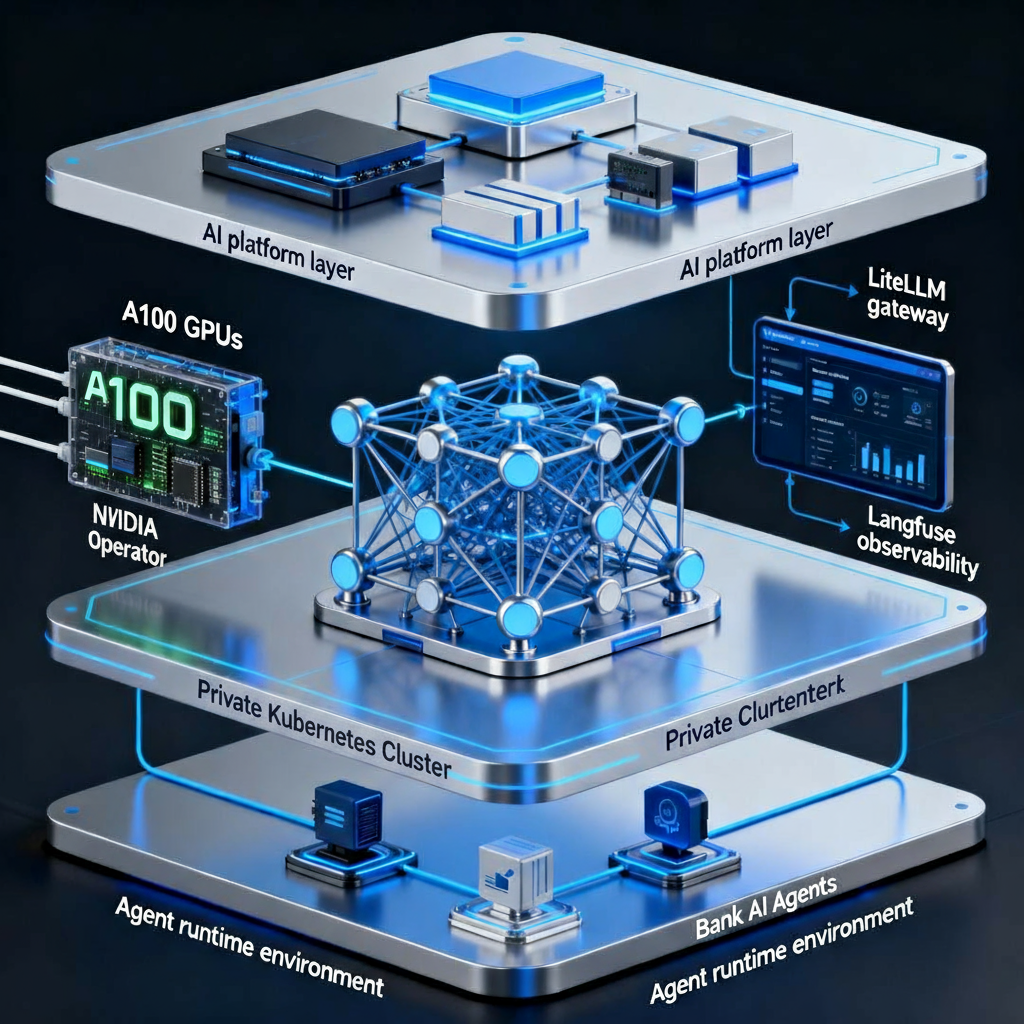 AI platform layer
AI platform layer
LiteLLM
gateway
A100 GPUs
A100
NVIDIA
Operator
Langfuse
observability
Private Kubernetes Cluster
Private Clurtenterk
Bank AI Agents
Agent runtime environment
Agent runtime environment